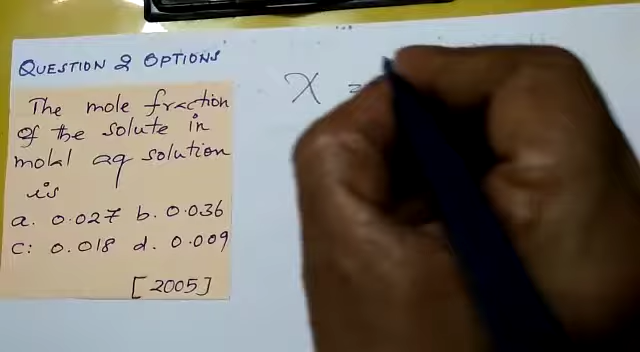 QUESTION 2 OPTIONS
The mole fraction
of the solute in
molal aq solution
is
a. 0.027 b. 0.036
c: 0.018 d. 0.009
[2005]
X =